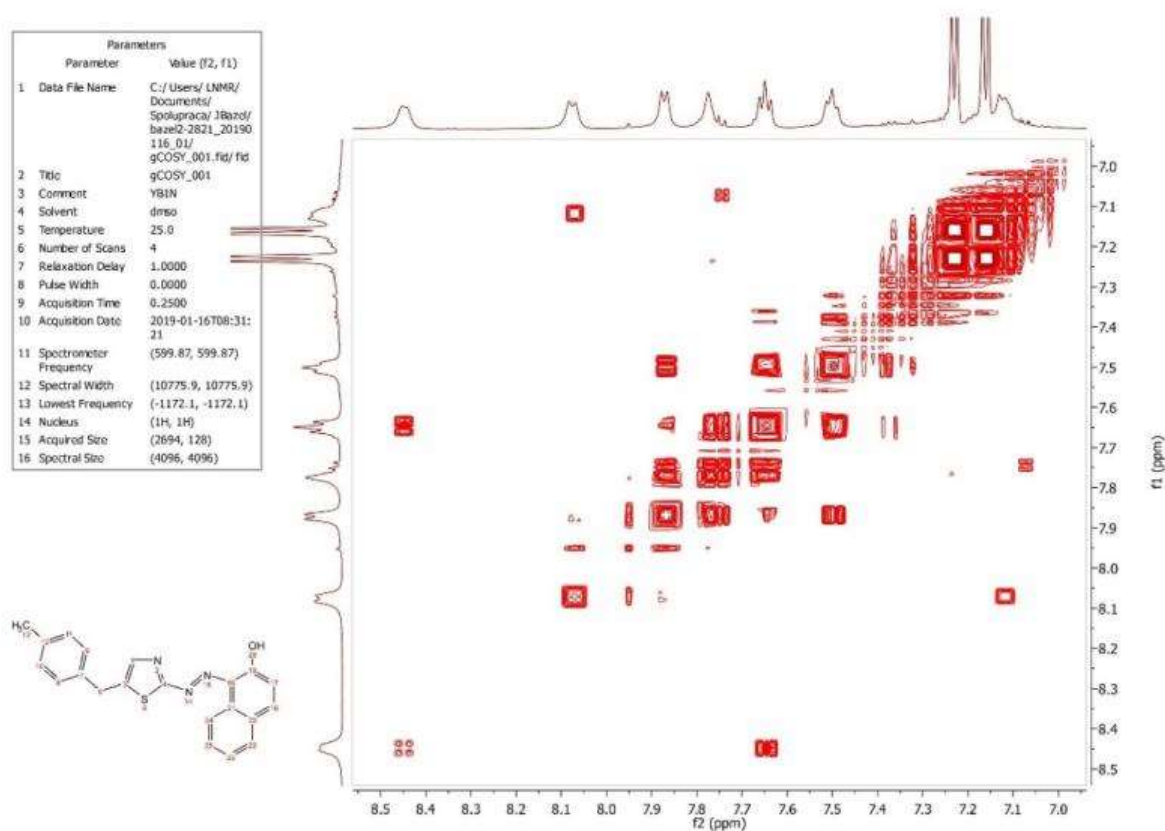 Parameters
Parameter Value (f2, f1)
1 Data File Name C:/ Users/ LNMR/
Documents/
Spolupraca/ JBazel/
bazel2-2821_20190
116_01/
gCOSY_001.fid/ fid
2 Title gCOSY_001
3 Comment YB1N
4 Solvent dmso
5 Temperature 25.0
6 Number of Scans 4
7 Relaxation Delay 1.0000
8 Pulse Width 0.0000
9 Acquisition Time 0.2500
10 Acquisition Date 2019-01-16T08:31:
21
11 Spectrometer (599.87, 599.87)
Frequency
12 Spectral Width (10775.9, 10775.9)
13 Lowest Frequency (-1172.1, -1172.1)
14 Nucleus (1H, 1H)
15 Acquired Size (2694, 128)
16 Spectral Size (4096, 4096)
7.0
7.1
7.2
7.3
7.4
7.5
7.6
7.7
7.8
7.9
8.0
8.1
8.2
8.3
8.4
8.5
f1 (ppm)
H₃C
N
OH
S
N
N
8.5 8.4 8.3 8.2 8.1 8.0 7.9 7.8 7.7 7.6 7.5 7.4 7.3 7.2 7.1 7.0
f2 (ppm)